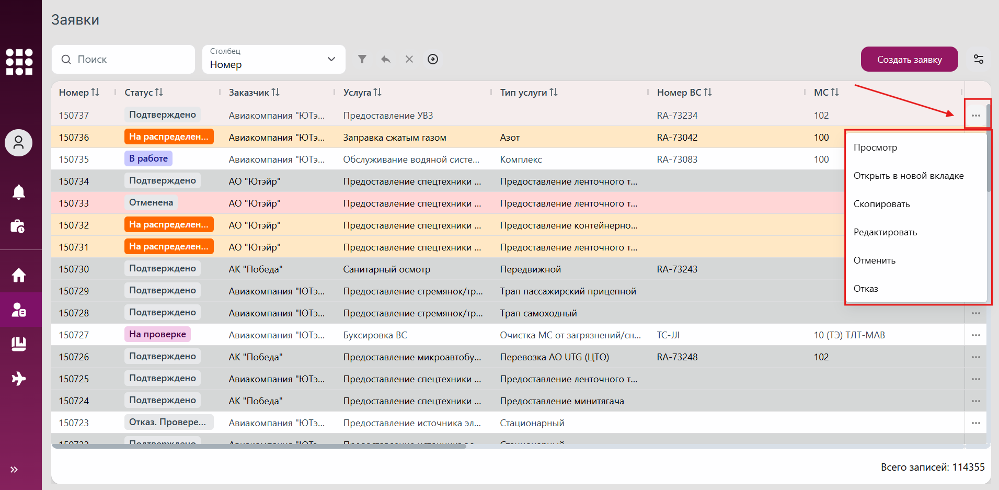 Заявки
Поиск
Столбец
Номер
Создать заявку
Номер Статус Заказчик Услуга Тип услуги Номер ВС МС
150737 Подтверждено Авиакомпания "ЮТэ... Предоставление УВЗ RA-73234 102
150736 На распределен... Авиакомпания "ЮТэ... Заправка сжатым газом Азот RA-73042 100
150735 В работе Авиакомпания "ЮТэ... Обслуживание водяной систе... Комплекс RA-73083 100
150734 Подтверждено АО "Ютэйр" Предоставление спецтехники ... Предоставление ленточного т...
150733 Отменена АО "Ютэйр" Предоставление спецтехники ... Предоставление ленточного т...
150732 На распределен... АО "Ютэйр" Предоставление спецтехники ... Предоставление контейнерно...
150731 На распределен... АО "Ютэйр" Предоставление спецтехники ... Предоставление ленточного т...
150730 Подтверждено АК "Победа" Санитарный осмотр Передвижной RA-73243
150729 Подтверждено Авиакомпания "ЮТэ... Предоставление стремянок/тр... Трап пассажирский прицепной
150728 Подтверждено Авиакомпания "ЮТэ... Предоставление стремянок/тр... Трап самоходный
150727 На проверке Авиакомпания "ЮТэ... Буксировка ВС Очистка МС от загрязнений/сн... TC-JJI 10 (ТЭ) ТЛТ-МАВ
150726 Подтверждено АК "Победа" Предоставление микроавтобу... Перевозка АО UTG (ЦТО) RA-73248 102
150725 Подтверждено Авиакомпания "ЮТэ... Предоставление спецтехники ... Предоставление ленточного т...
150724 Подтверждено АК "Победа" Предоставление спецтехники ... Предоставление минитягача
150723 Отказ. Провере... Авиакомпания "ЮТэ... Предоставление источника эл... Стационарный
150722 Подтверждено Авиакомпания "ЮТэ... Предоставление источника эл... Стационарный
Просмотр
Открыть в новой вкладке
Скопировать
Редактировать
Отменить
Отказ
Всего записей: 114355